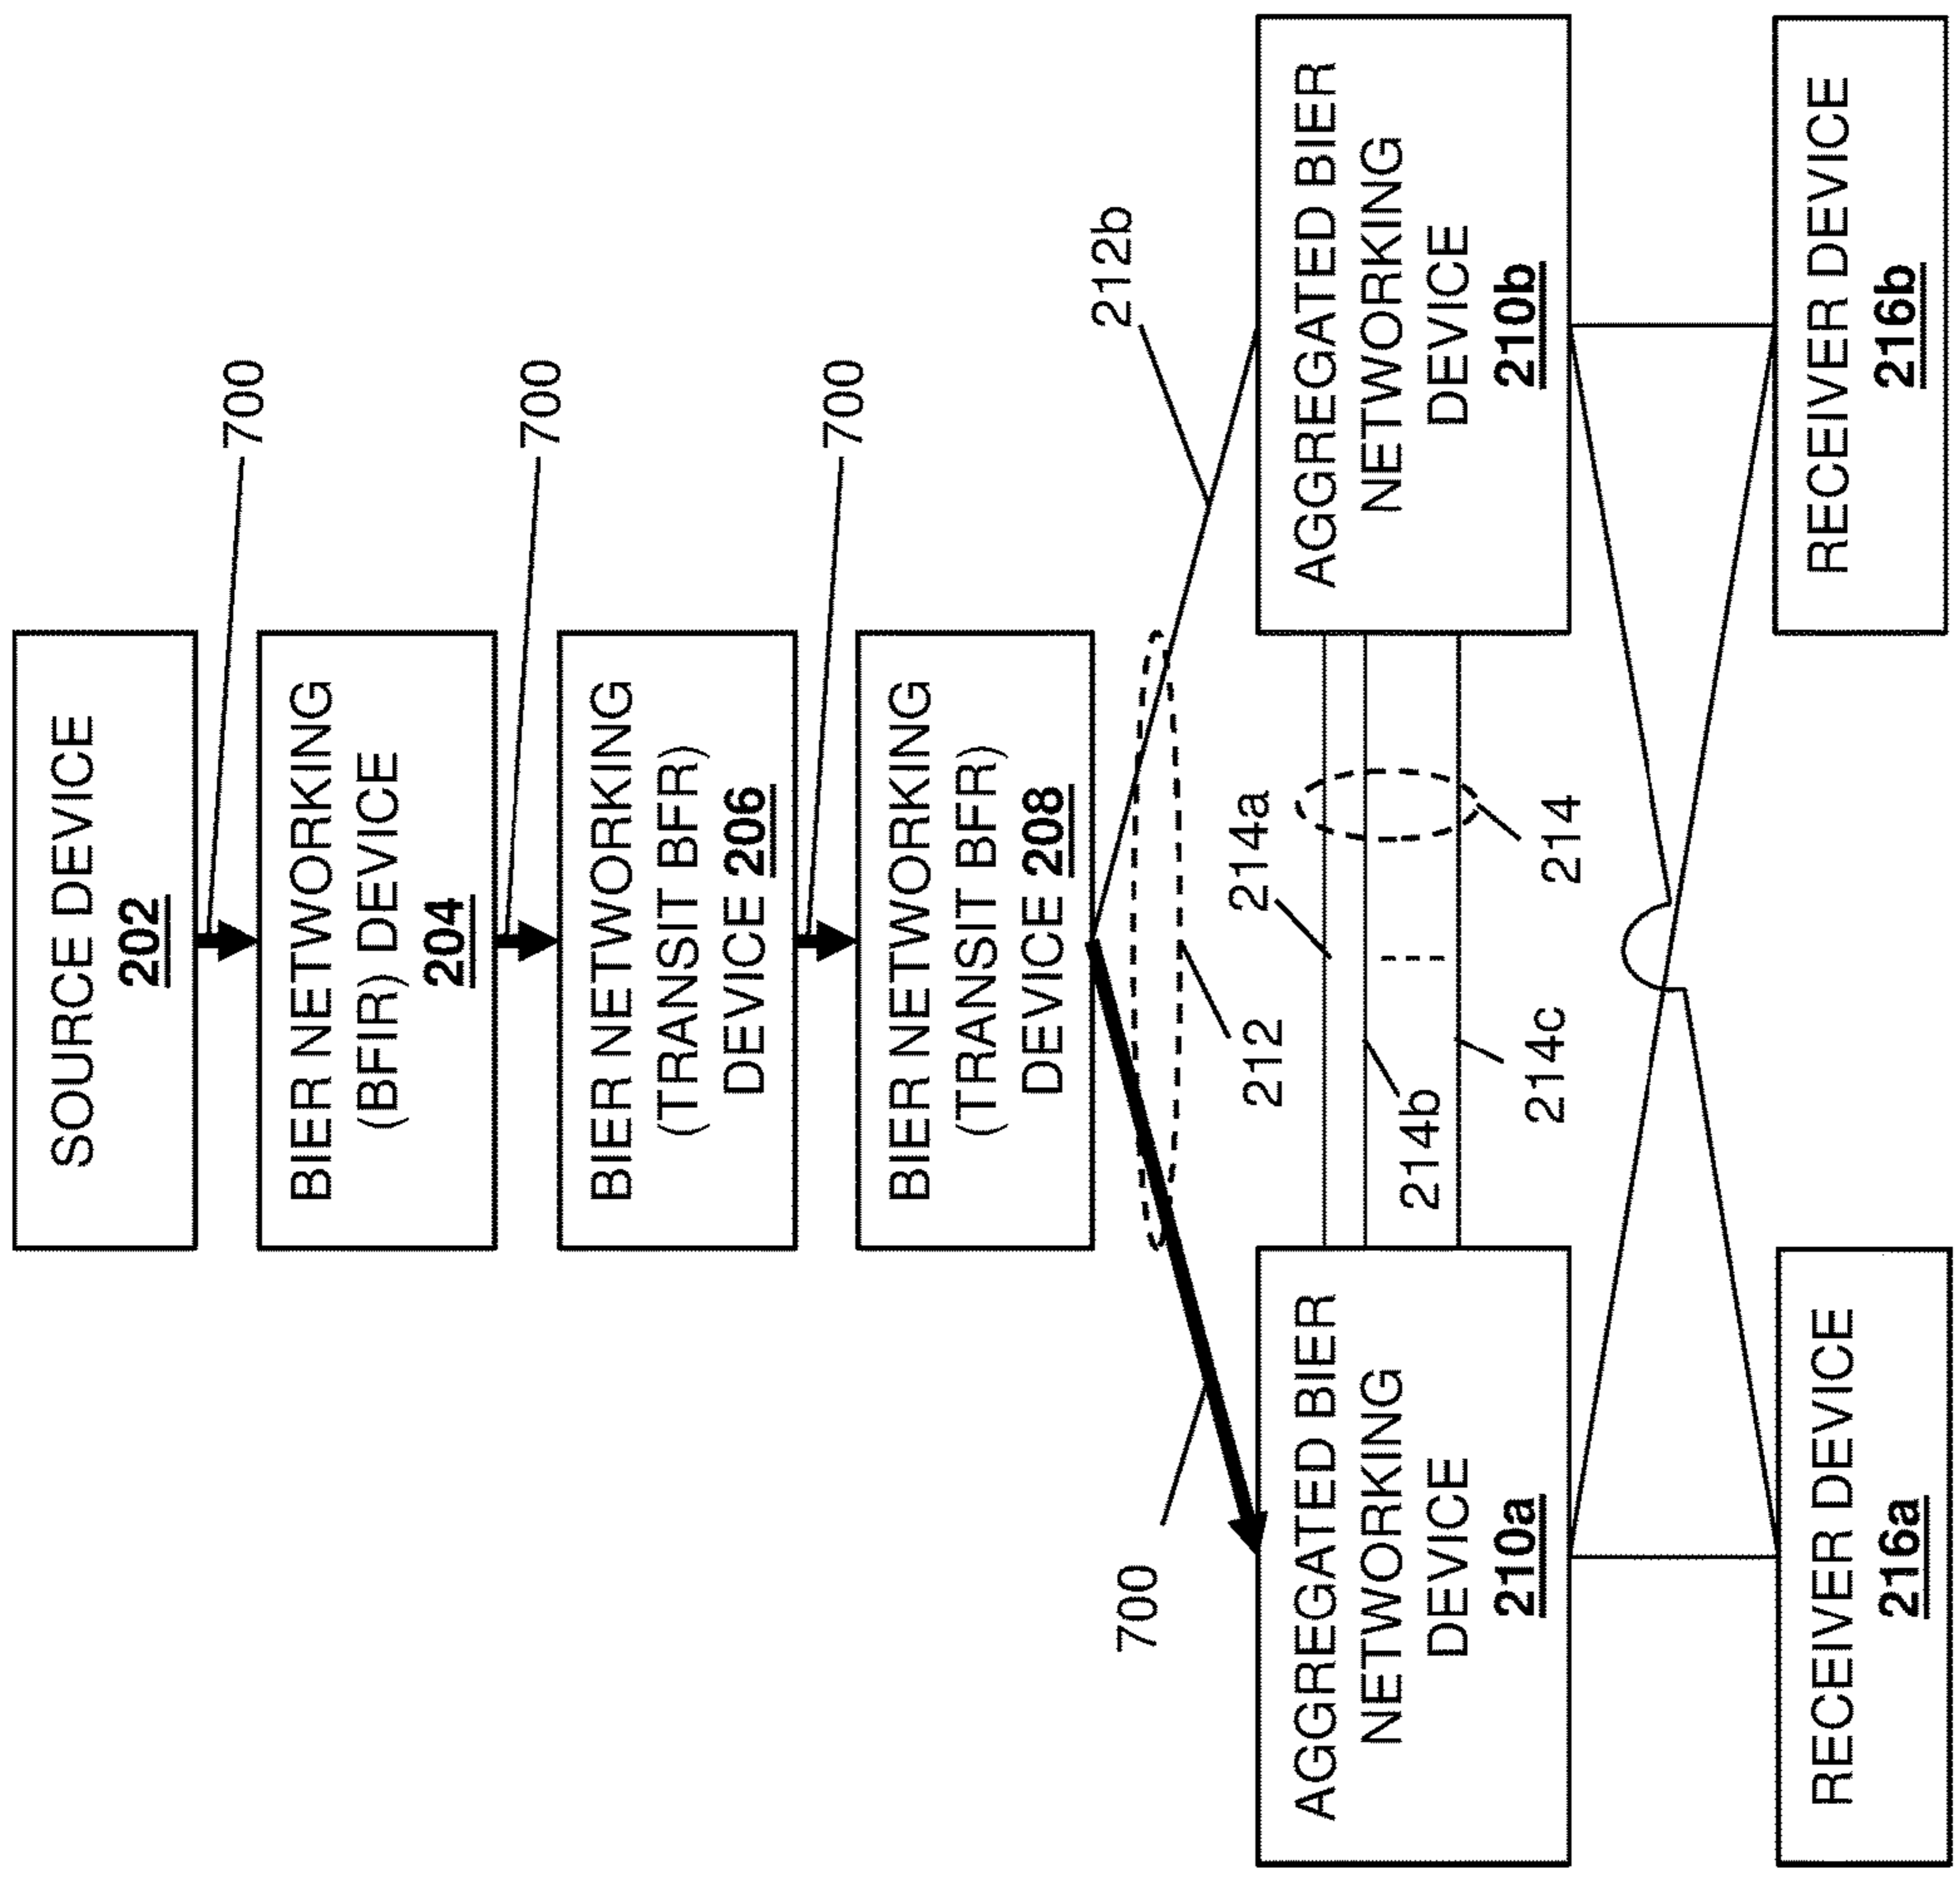 SOURCE DEVICE
202
700
BIER NETWORKING
(BFIR) DEVICE
204
700
BIER NETWORKING
(TRANSIT BFR)
DEVICE 206
700
BIER NETWORKING
(TRANSIT BFR)
DEVICE 208
700
212
212b
AGGREGATED BIER
NETWORKING
DEVICE
210a
214a
214b
214c
214
AGGREGATED BIER
NETWORKING
DEVICE
210b
RECEIVER DEVICE
216a
RECEIVER DEVICE
216b